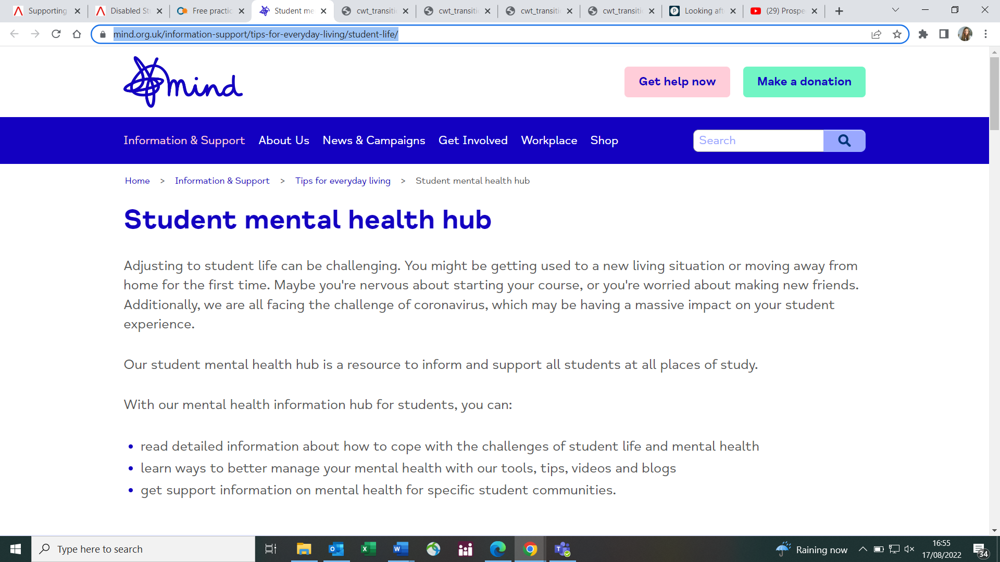 Supporting
Disabled St
Free practic
Student me
cwt_transiti
cwt_transiti
cwt_transiti
cwt_transiti
Looking aft
(29) Prospe
mind.org.uk/information-support/tips-for-everyday-living/student-life/
mind
Get help now
Make a donation
Information & Support
About Us
News & Campaigns
Get Involved
Workplace
Shop
Search
Home > Information & Support > Tips for everyday living > Student mental health hub
Student mental health hub
Adjusting to student life can be challenging. You might be getting used to a new living situation or moving away from
home for the first time. Maybe you're nervous about starting your course, or you're worried about making new friends.
Additionally, we are all facing the challenge of coronavirus, which may be having a massive impact on your student
experience.
Our student mental health hub is a resource to inform and support all students at all places of study.
With our mental health information hub for students, you can:
• read detailed information about how to cope with the challenges of student life and mental health
• learn ways to better manage your mental health with our tools, tips, videos and blogs
• get support information on mental health for specific student communities.
Type here to search
Raining now
16:55
17/08/2022
34